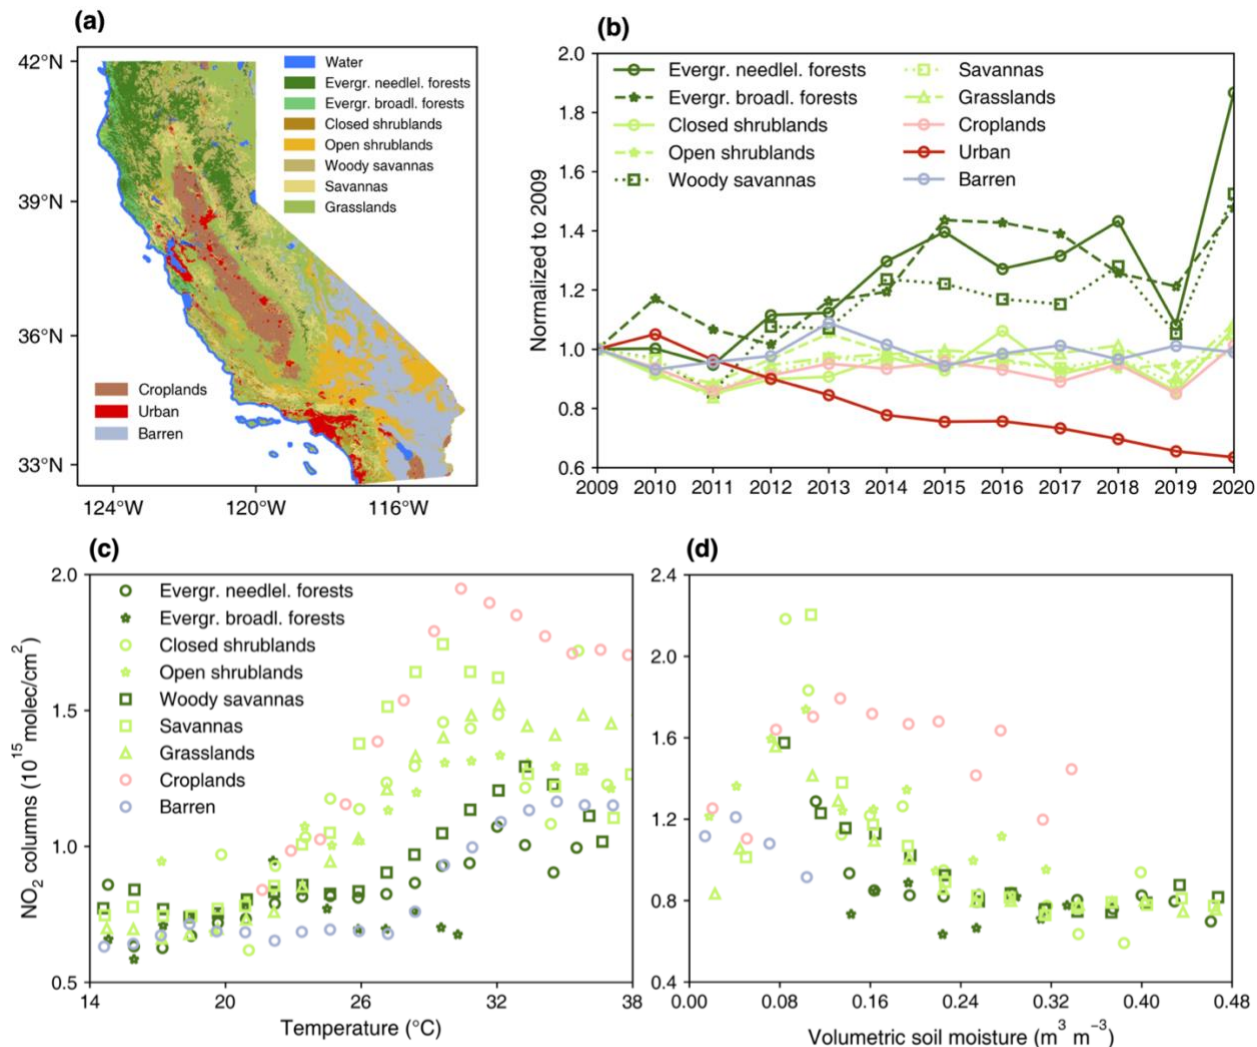 (a)
42°N
39°N
36°N
33°N
124°W
120°W
116°W
Water
Evergr. needlel. forests
Evergr. broadl. forests
Closed shrublands
Open shrublands
Woody savannas
Savannas
Grasslands
Croplands
Urban
Barren
(b)
Normalized to 2009
2.0
1.8
1.6
1.4
1.2
1.0
0.8
0.6
Evergr. needlel. forests
Evergr. broadl. forests
Closed shrublands
Open shrublands
Woody savannas
Savannas
Grasslands
Croplands
Urban
Barren
2009 2010 2011 2012 2013 2014 2015 2016 2017 2018 2019 2020
(c)
NO2 columns (10^15 molec/cm^2)
2.0
1.5
1.0
0.5
Evergr. needlel. forests
Evergr. broadl. forests
Closed shrublands
Open shrublands
Woody savannas
Savannas
Grasslands
Croplands
Barren
14 20 26 32 38
Temperature (°C)
(d)
2.4
2.0
1.6
1.2
0.8
0.4
0.00 0.08 0.16 0.24 0.32 0.40 0.48
Volumetric soil moisture (m^3 m^-3)